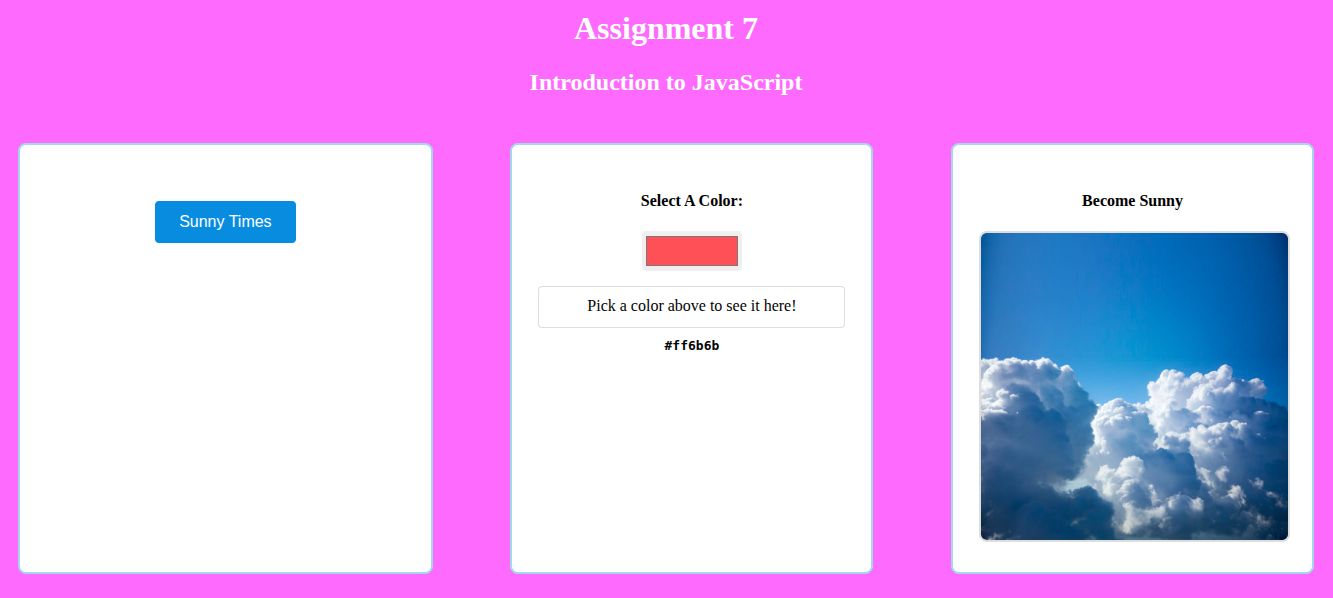 Assignment 7
Introduction to JavaScript
Sunny Times
Select A Color:
Pick a color above to see it here!
#ff6b6b
Become Sunny